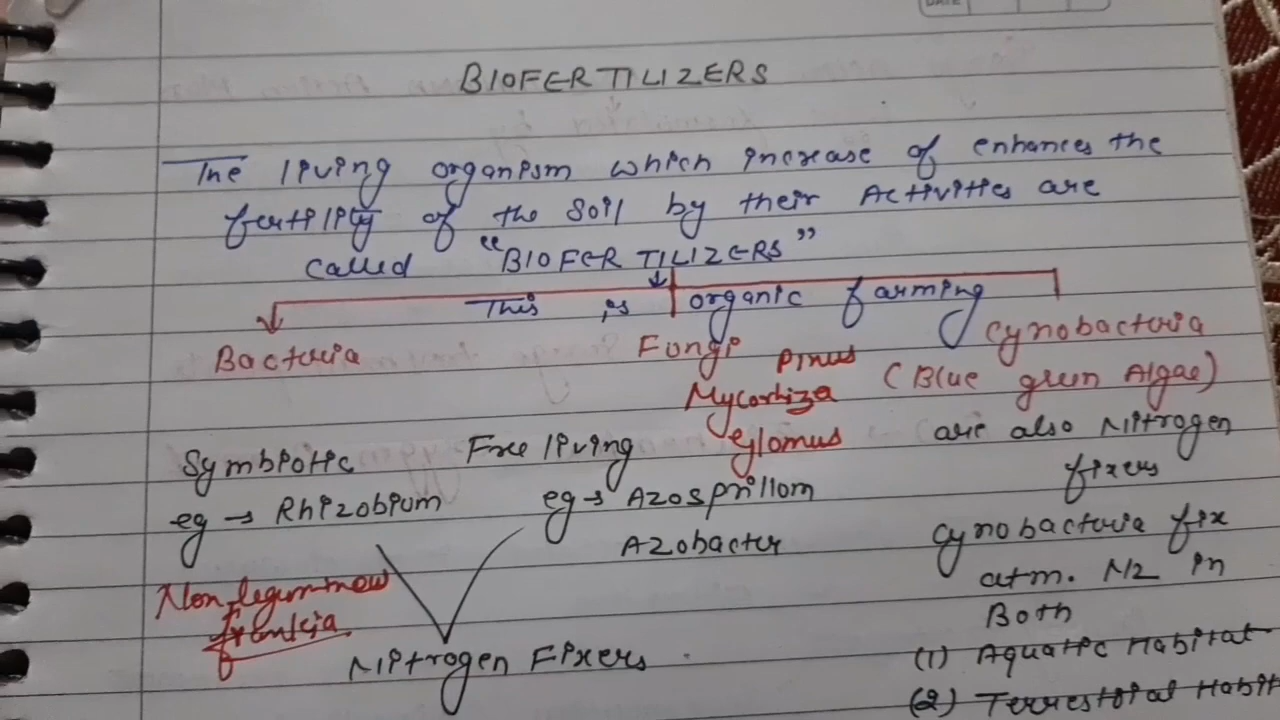 DATE
BIOFERTILIZERS
The living organism which increase of enhances the
fertility of the soil by their Activities are
called "BIOFERTILIZERS"
This is organic farming
Bacteria
Fungi
Pinus
Mycorhiza
Glomus
Cynobacteria
(Blue green Algae)
are also Nitrogen
fixers
Cynobacteria fix
atm. N2 in
Both
(1) Aquatic Habitat
(2) Terrestrial Habit
Symbiotic
eg → Rhizobium
Free living
eg → Azosprillom
Azobacter
Frankia
Nitrogen Fixers